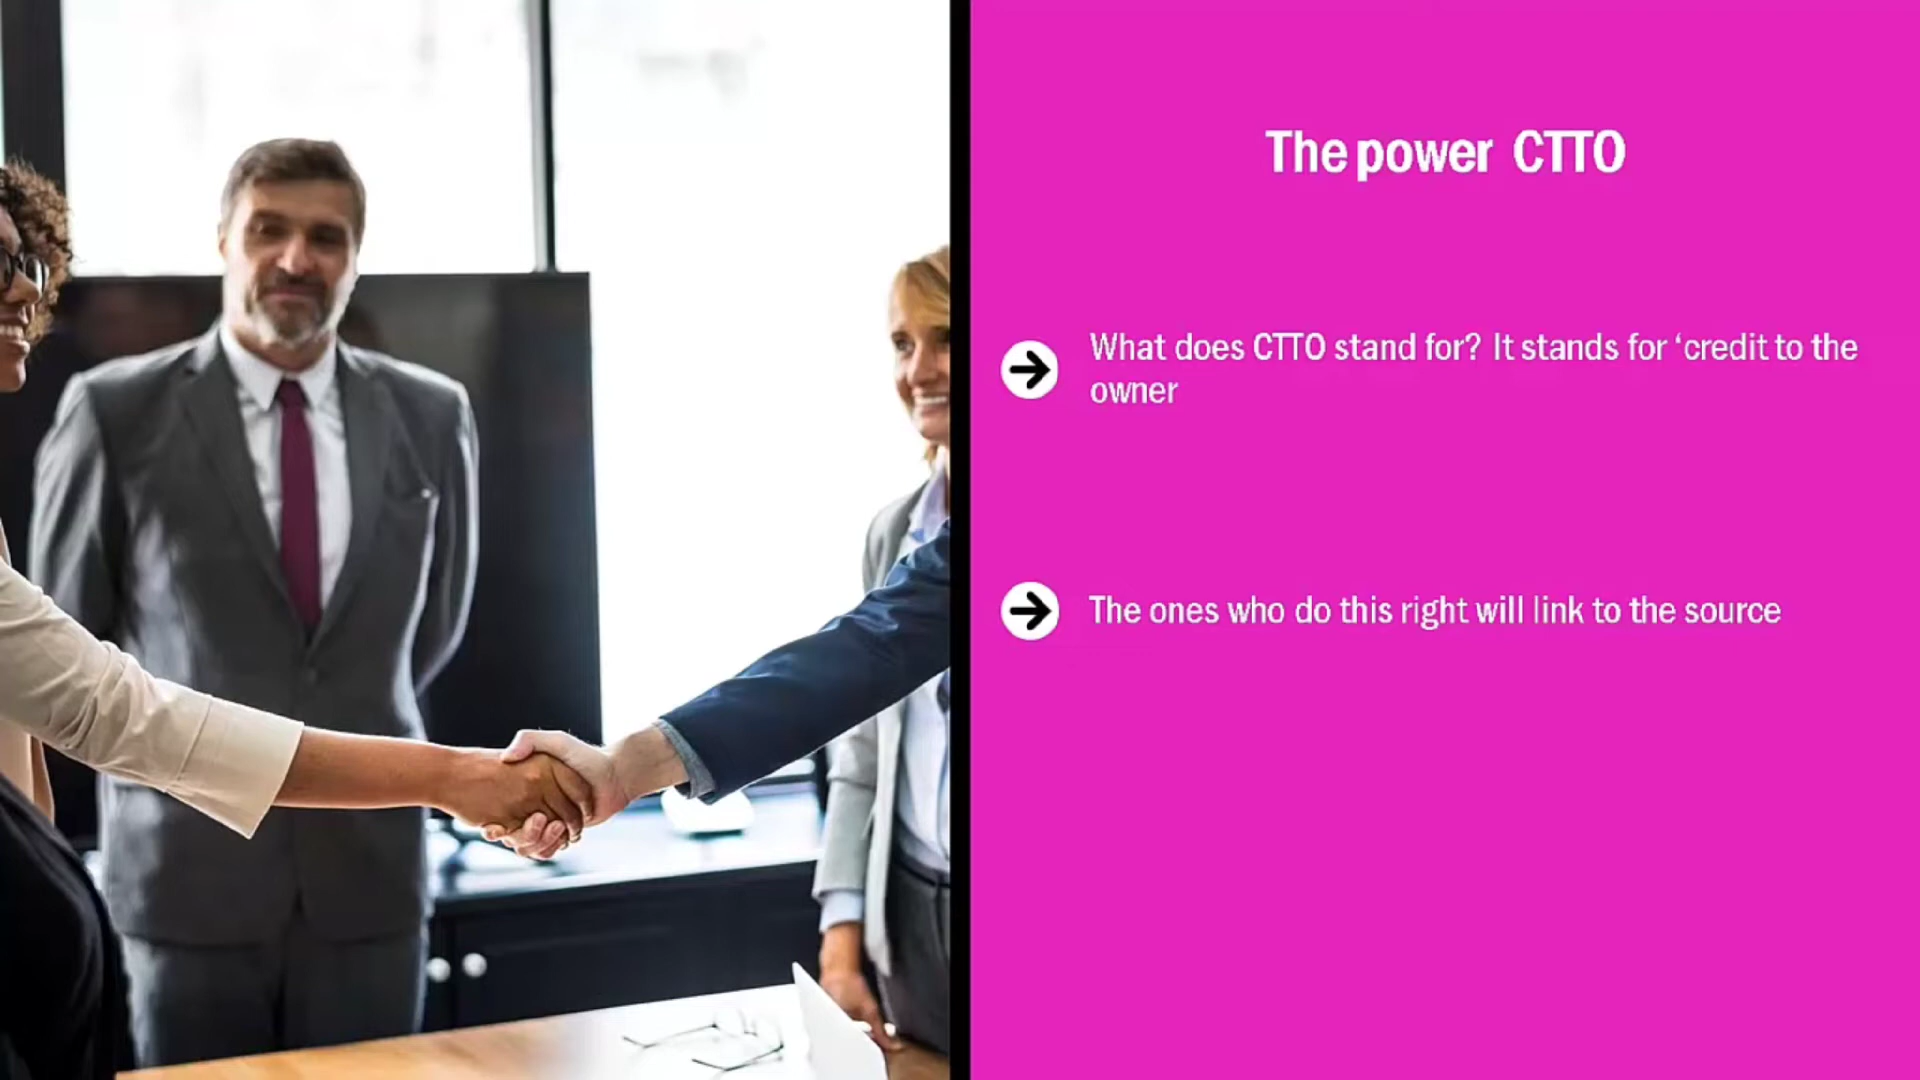 The power CTTO
What does CTTO stand for? It stands for ‘credit to the
owner
The ones who do this right will link to the source